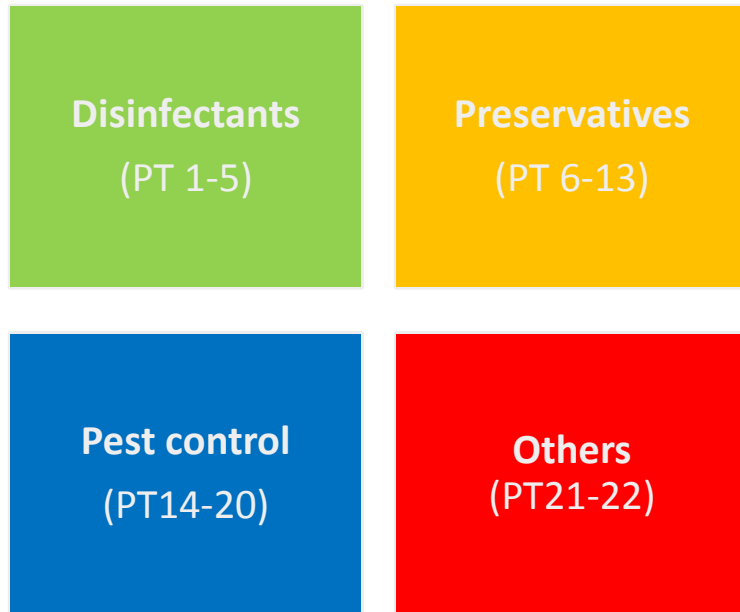 Disinfectants
(PT 1-5)
Preservatives
(PT 6-13)
Pest control
(PT14-20)
Others
(PT21-22)